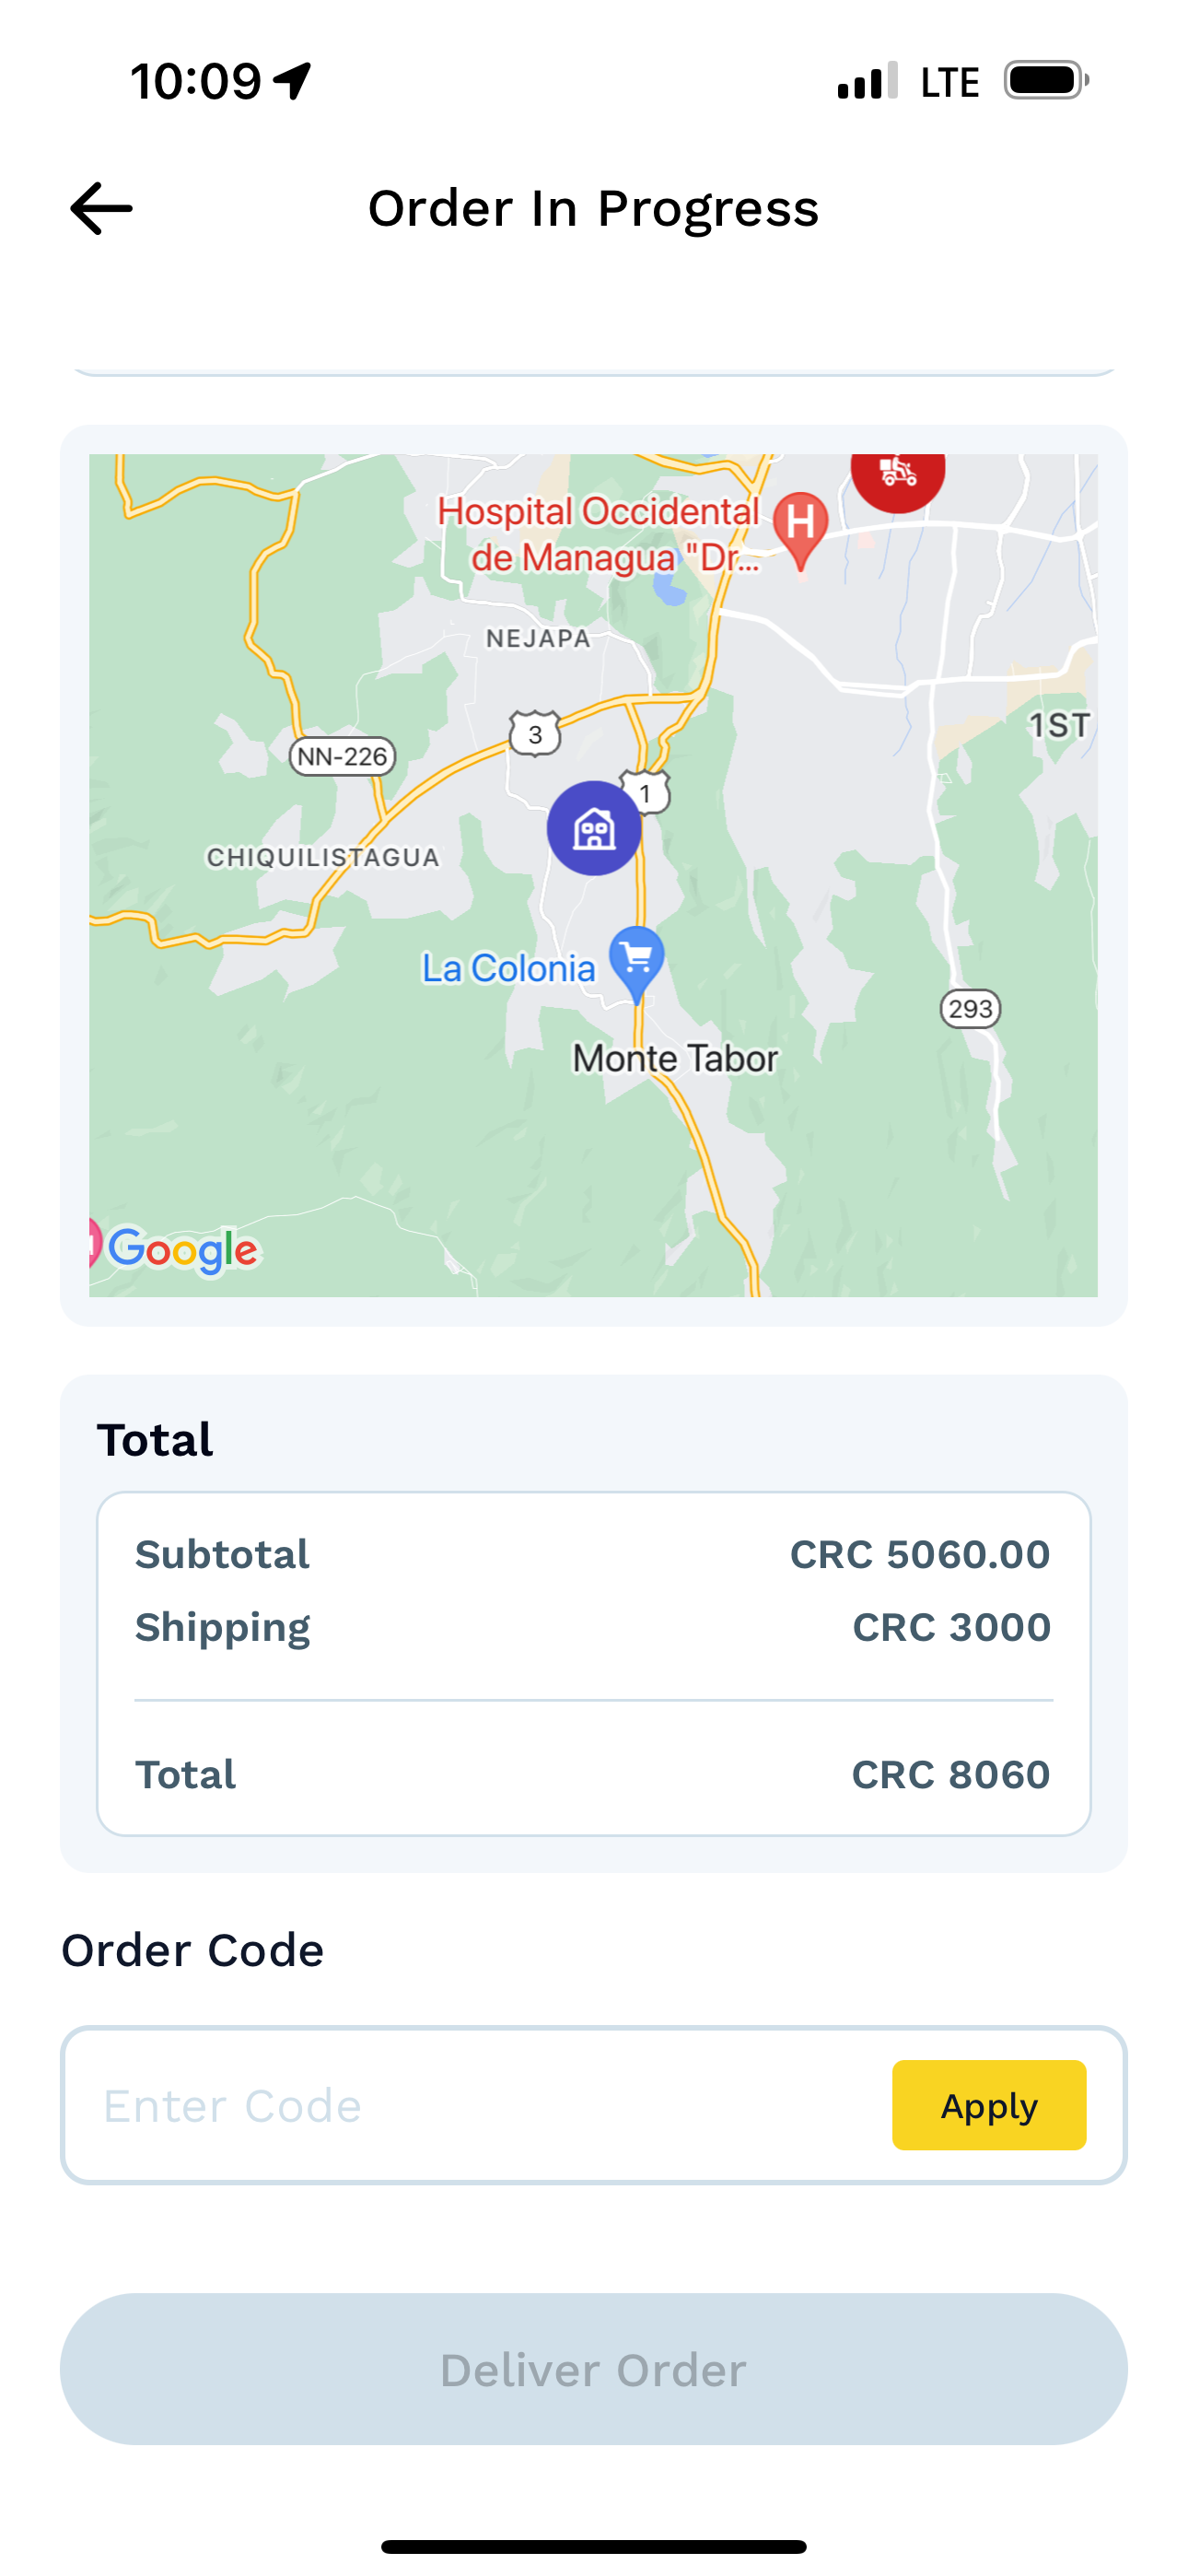 10:09
LTE
Order In Progress
Hospital Occidental
de Managua "Dr...
H
NEJAPA
1ST
3
NN-226
1
CHIQUILISTAGUA
La Colonia
293
Monte Tabor
Google
Total
Subtotal CRC 5060.00
Shipping CRC 3000
Total CRC 8060
Order Code
Enter Code Apply
Deliver Order